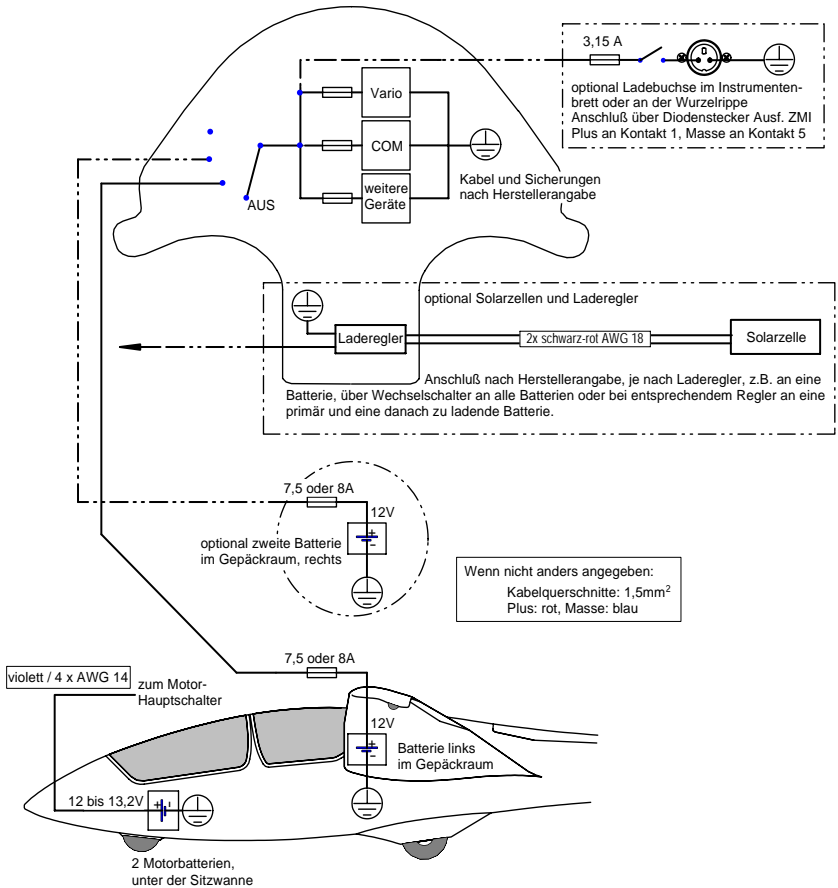 3,15 A
optional Ladebuchse im Instrumenten-
brett oder an der Wurzelrippe
Anschluß über Diodenstecker Ausf. ZMI
Plus an Kontakt 1, Masse an Kontakt 5
Vario
COM
weitere
Geräte
AUS
Kabel und Sicherungen
nach Herstellerangabe
optional Solarzellen und Laderegler
Laderegler
2x schwarz-rot AWG 18
Solarzelle
Anschluß nach Herstellerangabe, je nach Laderegler, z.B. an eine
Batterie, über Wechselschalter an alle Batterien oder bei entsprechendem Regler an eine
primär und eine danach zu ladende Batterie.
7,5 oder 8A
12V
+
-
optional zweite Batterie
im Gepäckraum, rechts
Wenn nicht anders angegeben:
Kabelquerschnitte: 1,5mm²
Plus: rot, Masse: blau
7,5 oder 8A
violett / 4 x AWG 14
zum Motor-
Hauptschalter
12V
+
-
Batterie links
im Gepäckraum
12 bis 13,2V
+ -
2 Motorbatterien,
unter der Sitzwanne